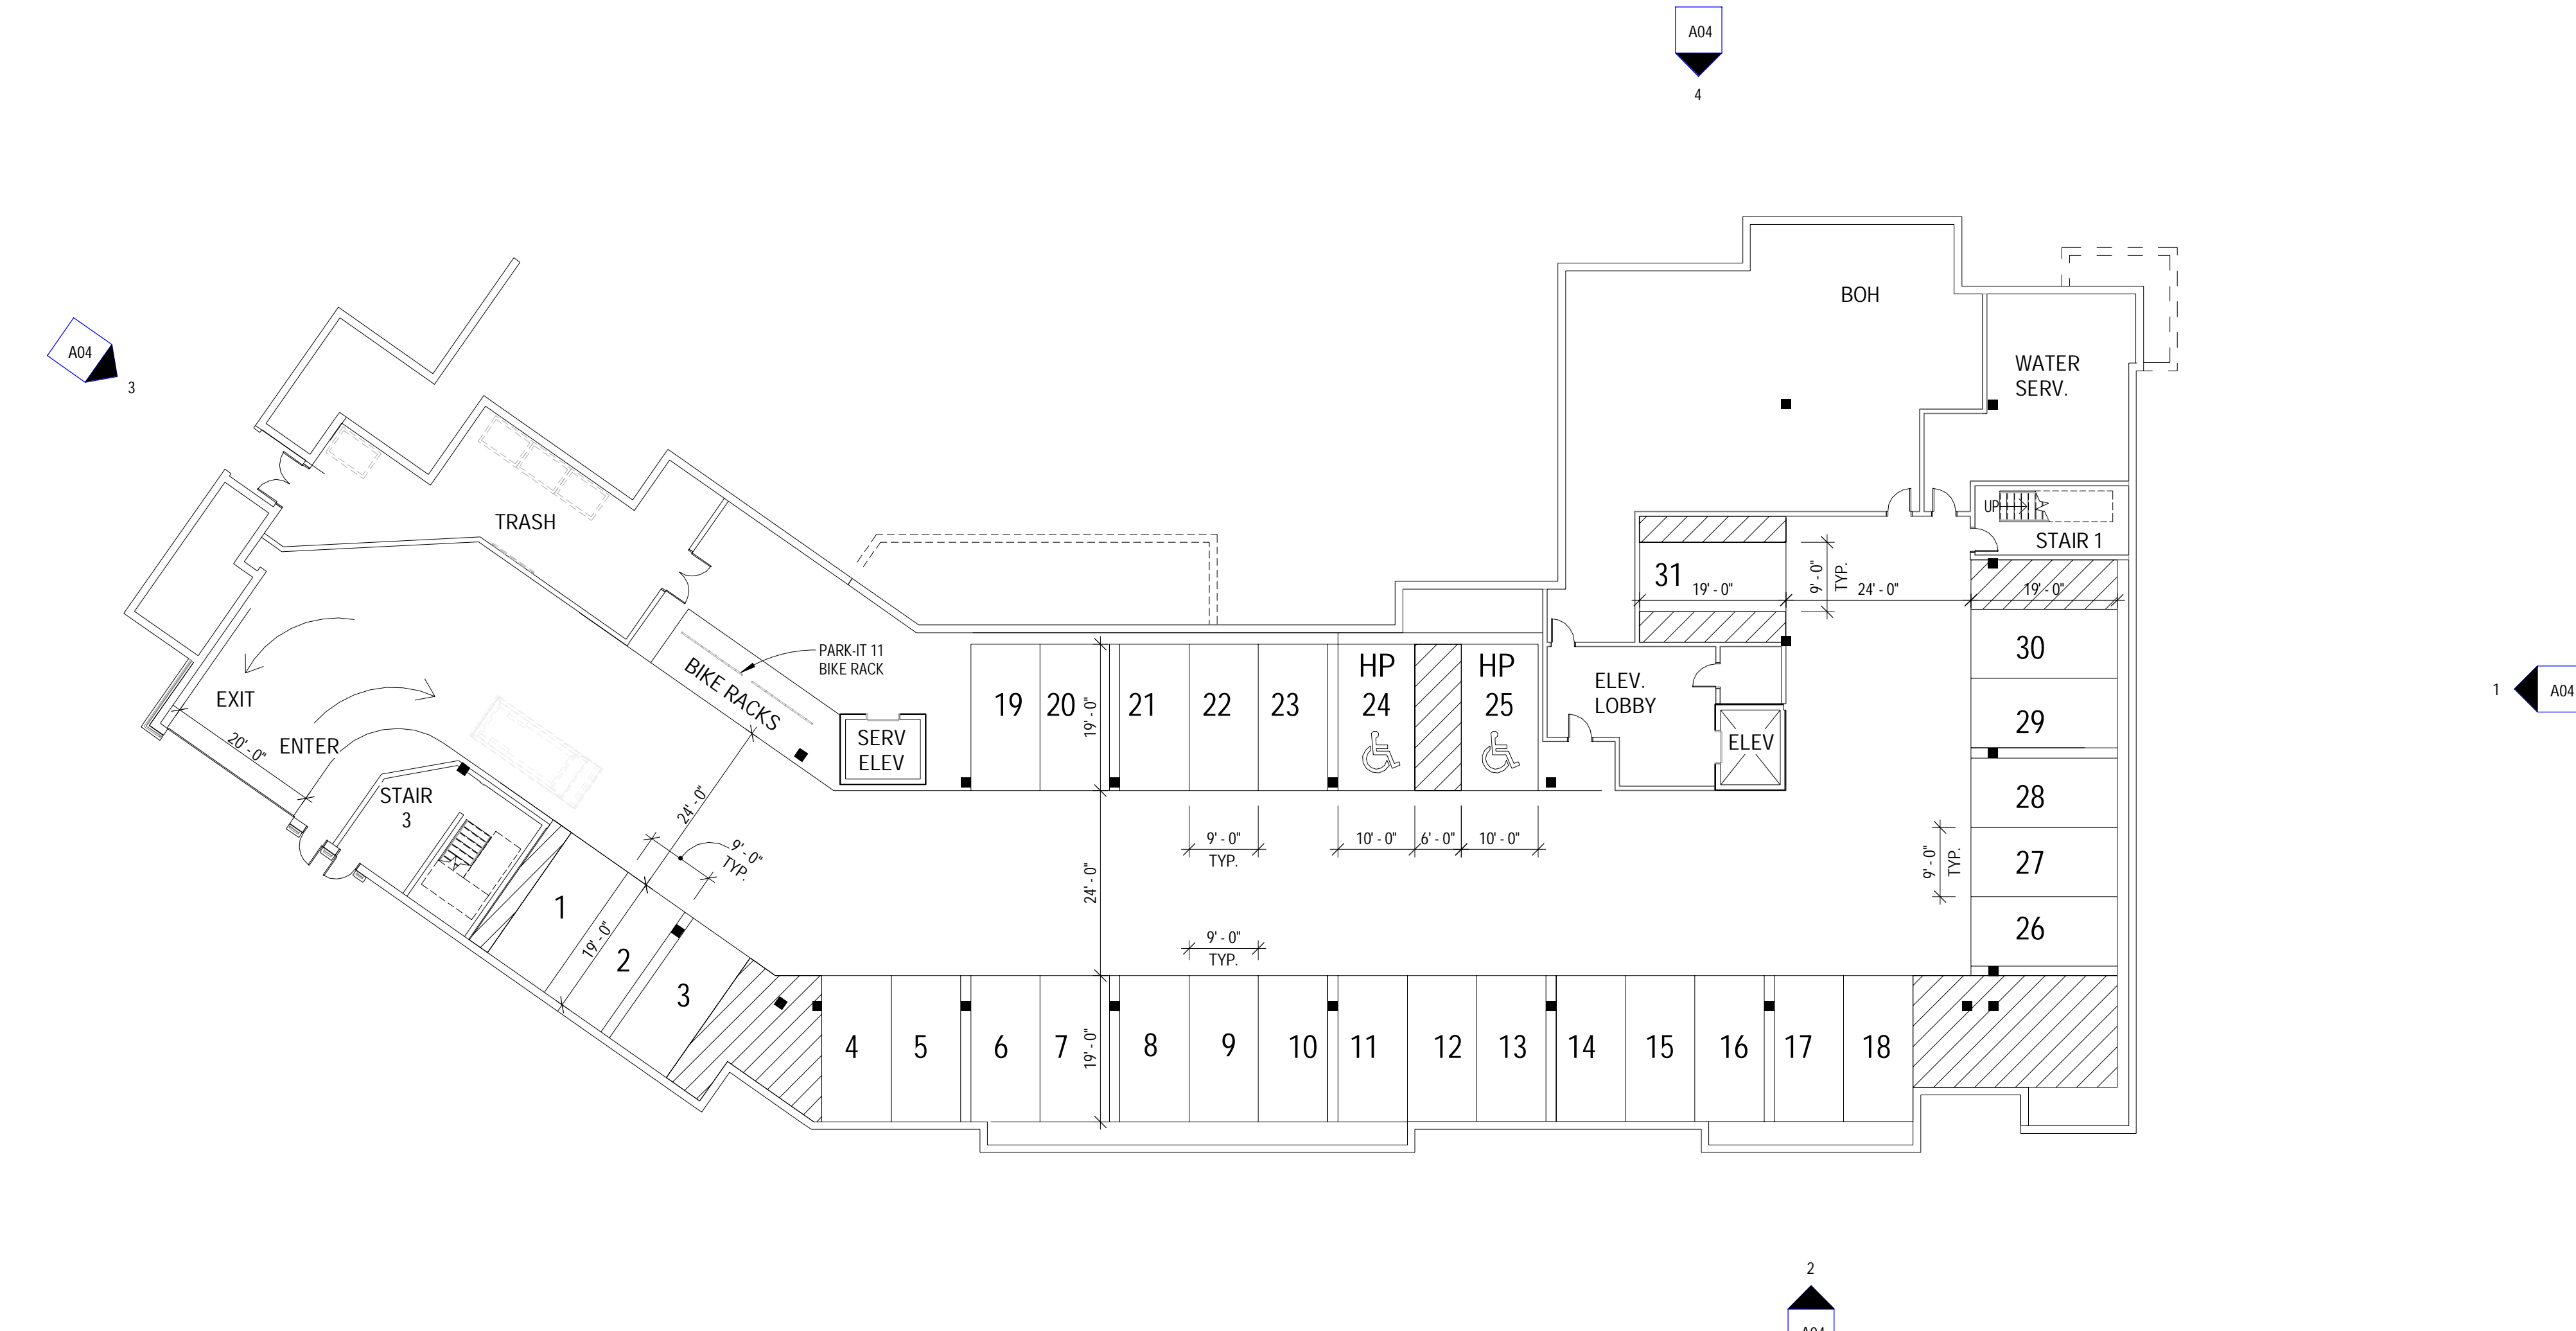 A04
4
A04
3
BOH
WATER
SERV.
TRASH
UP
STAIR 1
31
19' - 0"
9' - 0"
TYP.
24' - 0"
19' - 0"
PARK-IT 11
BIKE RACK
BIKE RACKS
EXIT
ENTER
20' - 0"
SERV
ELEV
19
20
19' - 0"
21
22
23
HP
24
HP
25
ELEV.
LOBBY
ELEV
30
29
28
27
26
1
A04
STAIR
3
24' - 0"
9' - 0"
TYP.
9' - 0"
TYP.
10' - 0"
6' - 0"
10' - 0"
9' - 0"
TYP.
24' - 0"
9' - 0"
TYP.
1
19' - 0"
2
3
4
5
6
7
19' - 0"
8
9
10
11
12
13
14
15
16
17
18
2
A04